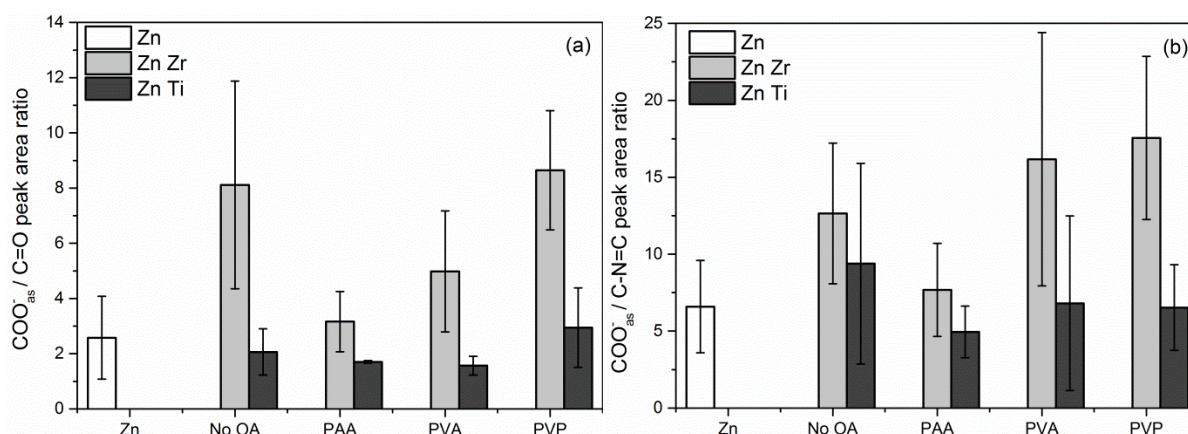 14
12
10
8
6
4
2
0
COO⁻as / C=O peak area ratio
Zn
Zn Zr
Zn Ti
(a)
Zn
No OA
PAA
PVA
PVP
25
20
15
10
5
0
COO⁻as / C-N=C peak area ratio
Zn
Zn Zr
Zn Ti
(b)
Zn
No OA
PAA
PVA
PVP